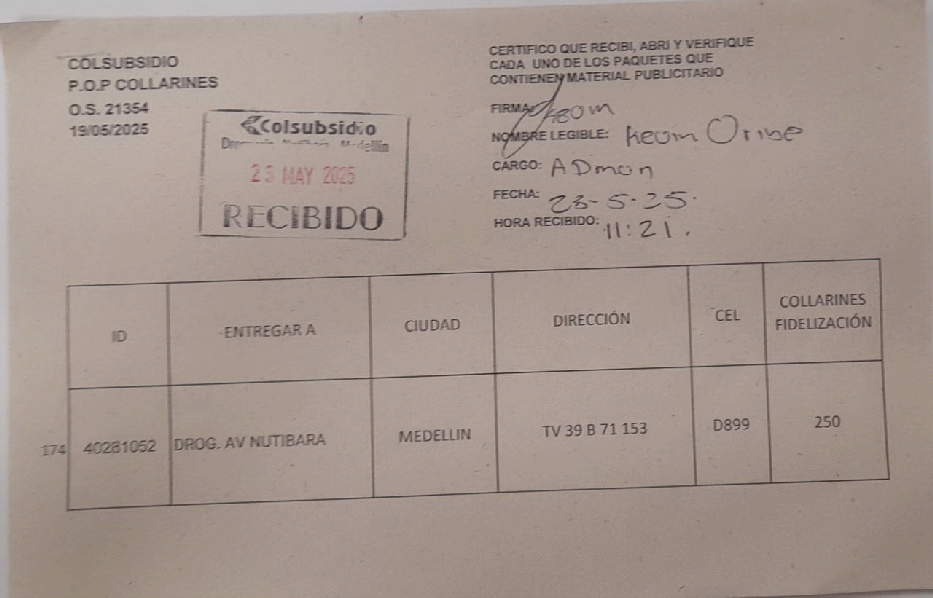 COLSUBSIDIO
P.O.P COLLARINES
O.S. 21354
19/05/2025
Colsubsidio
Medellín
23 MAY 2025
RECIBIDO
CERTIFICO QUE RECIBI, ABRI Y VERIFIQUE
CADA UNO DE LOS PAQUETES QUE
CONTIENEN MATERIAL PUBLICITARIO
FIRMA:
NOMBRE LEGIBLE:
CARGO: ADmon
FECHA: 23-5-25.
HORA RECIBIDO: 11:21.
ID ENTREGAR A CIUDAD DIRECCIÓN CEL COLLARINES FIDELIZACIÓN
174 40281052 DROG. AV NUTIBARA MEDELLIN TV 39 B 71 153 D899 250